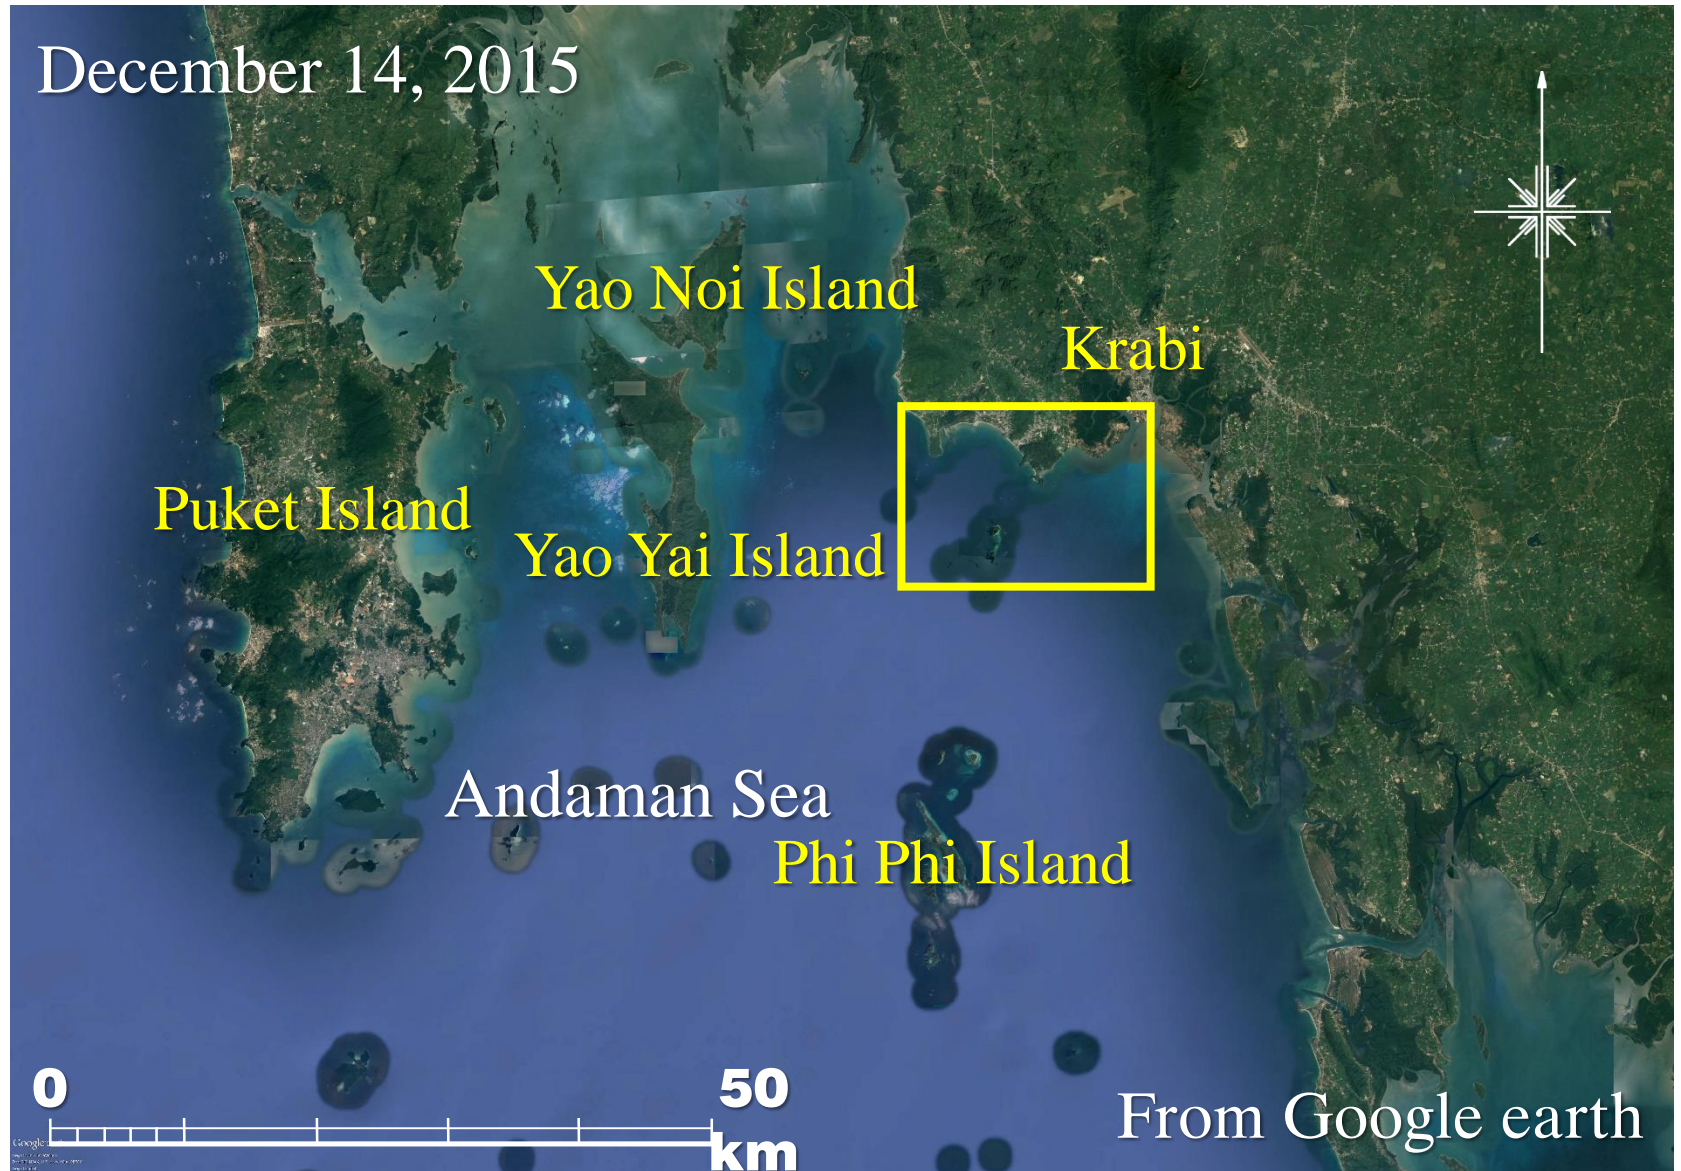 December 14, 2015
Yao Noi Island
Krabi
Puket Island
Yao Yai Island
Andaman Sea
Phi Phi Island
0
50
km
From Google earth
Google